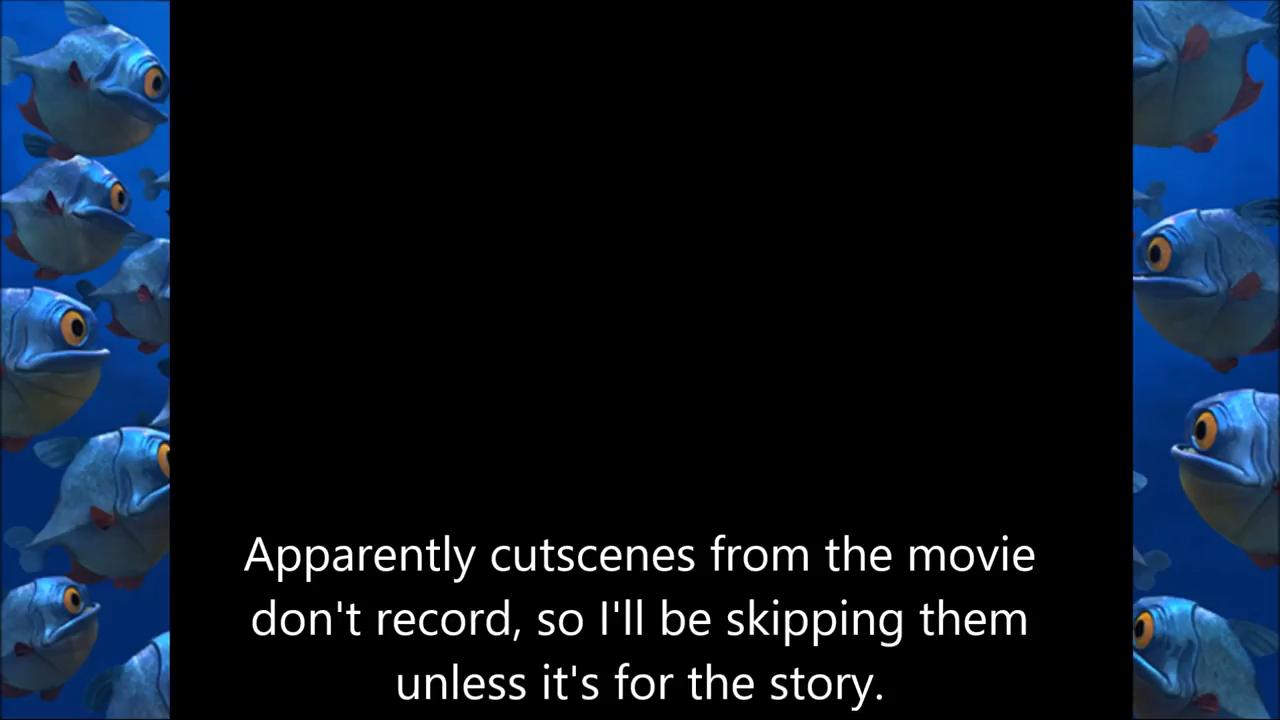 Apparently cutscenes from the movie
don't record, so I'll be skipping them
unless it's for the story.